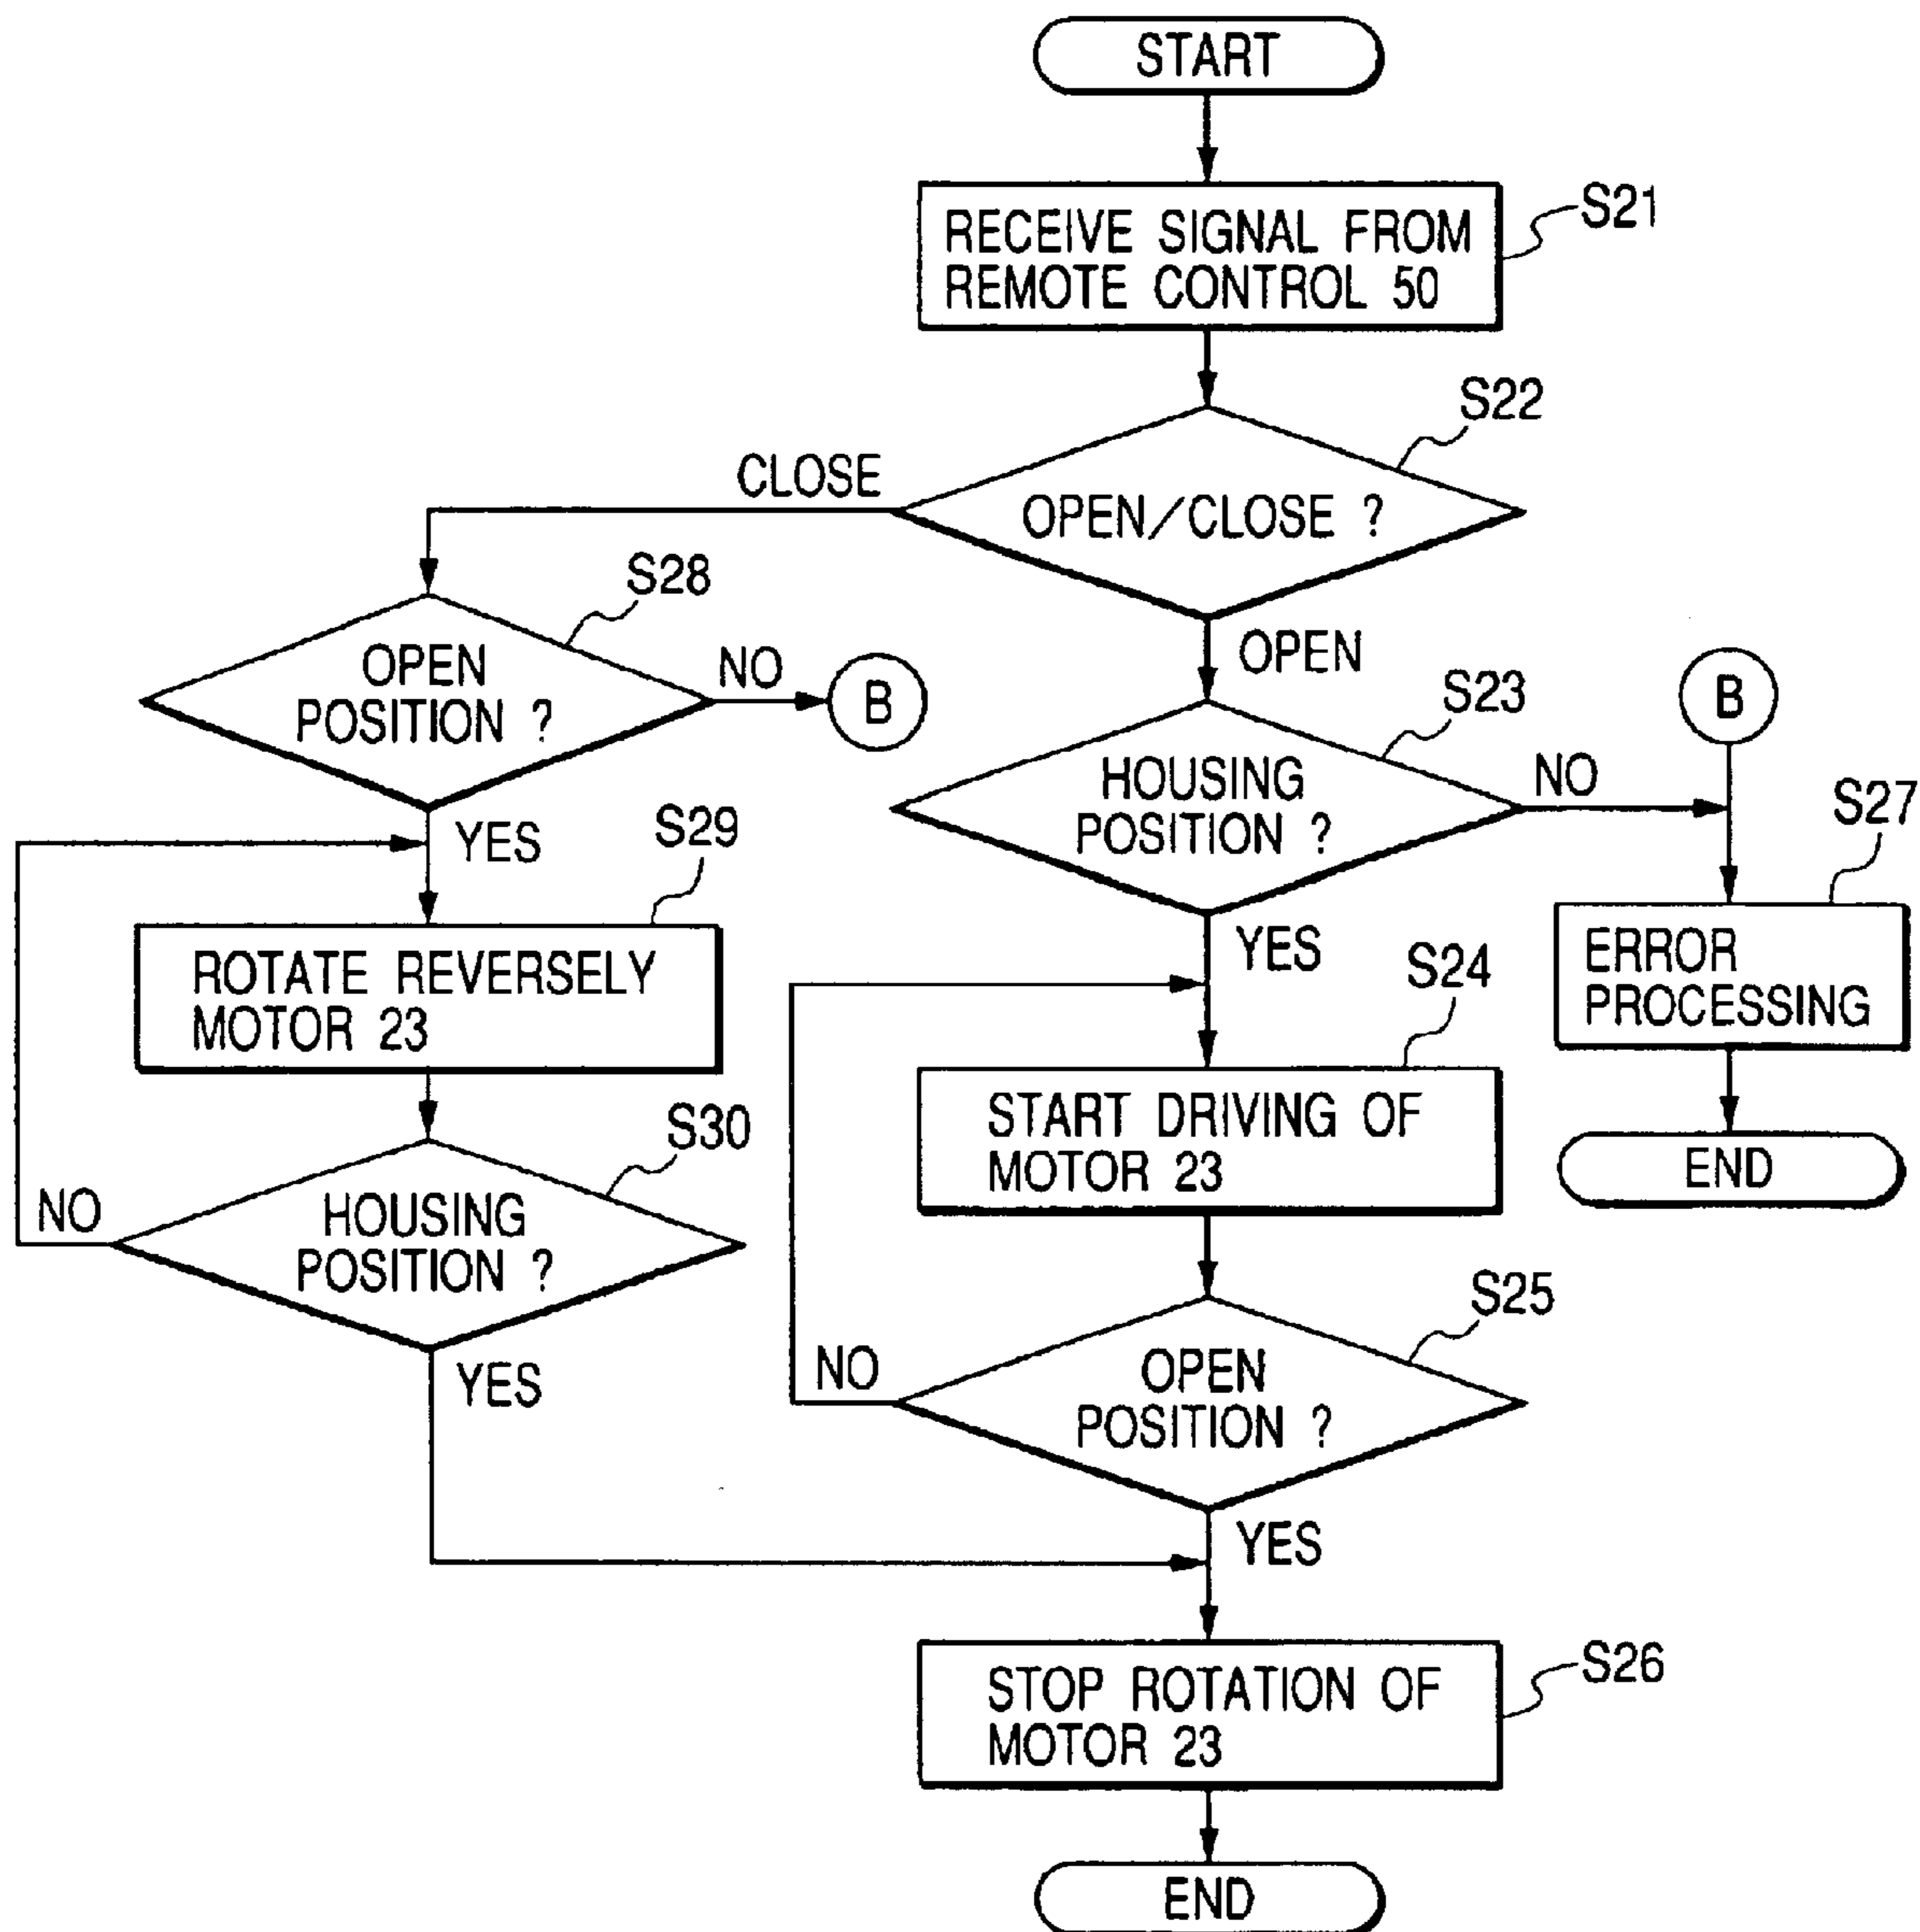 START
RECEIVE SIGNAL FROM
REMOTE CONTROL 50
S21
S22
OPEN/CLOSE ?
CLOSE
OPEN
S28
OPEN
POSITION ?
NO
B
YES
S29
ROTATE REVERSELY
MOTOR 23
S30
HOUSING
POSITION ?
NO
YES
S23
HOUSING
POSITION ?
NO
B
S27
ERROR
PROCESSING
END
YES
S24
START DRIVING OF
MOTOR 23
S25
OPEN
POSITION ?
NO
YES
STOP ROTATION OF
MOTOR 23
S26
END